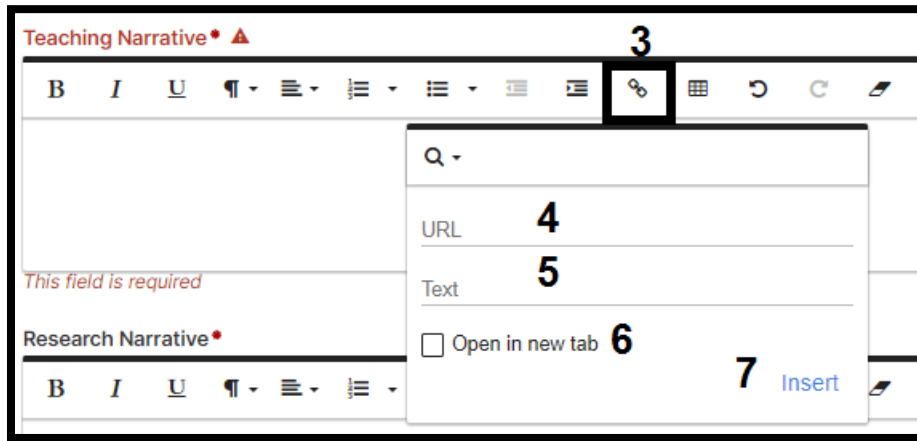 Teaching Narrative
3
B I U ¶
4
URL
5
Text
This field is required
Open in new tab 6
Research Narrative
7 Insert
B I U ¶